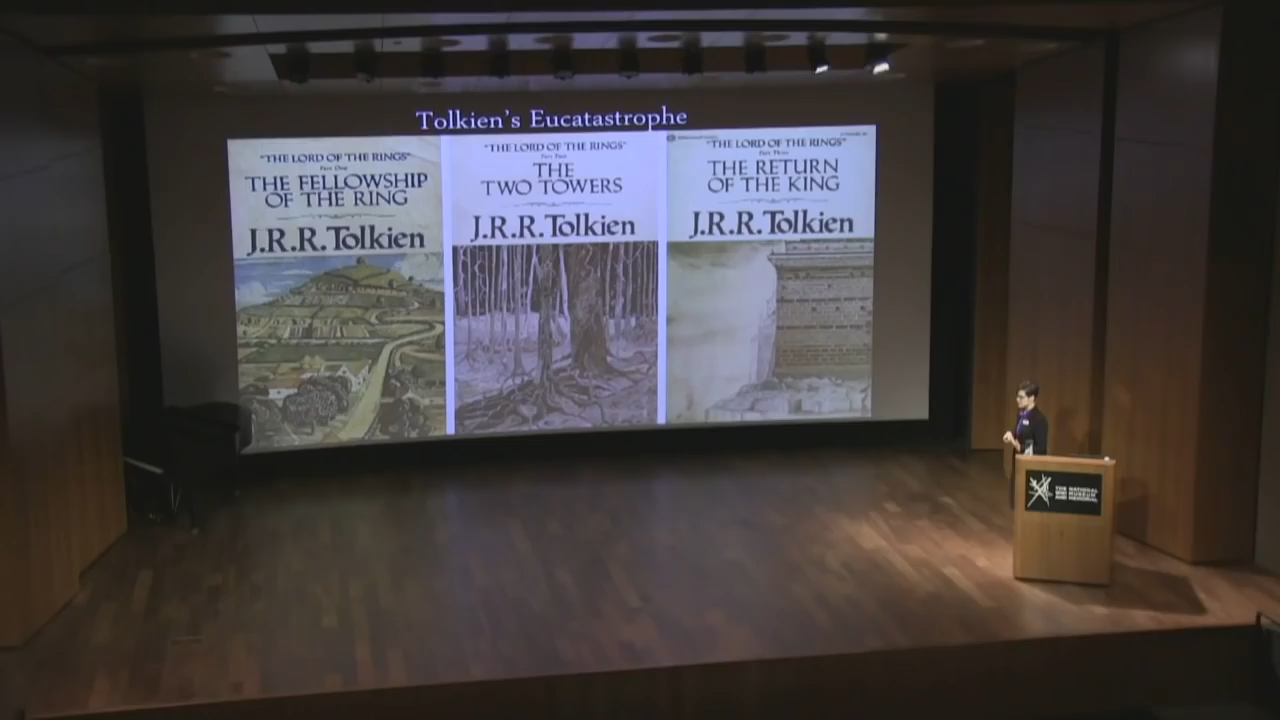 Tolkien's Eucatastrophe
"THE LORD OF THE RINGS"
Part One
THE FELLOWSHIP
OF THE RING
J.R.R. Tolkien
"THE LORD OF THE RINGS"
Part Two
THE
TWO TOWERS
J.R.R. Tolkien
"THE LORD OF THE RINGS"
Part Three
THE RETURN
OF THE KING
J.R.R. Tolkien
THE NATIONAL
WWI MUSEUM
AND MEMORIAL